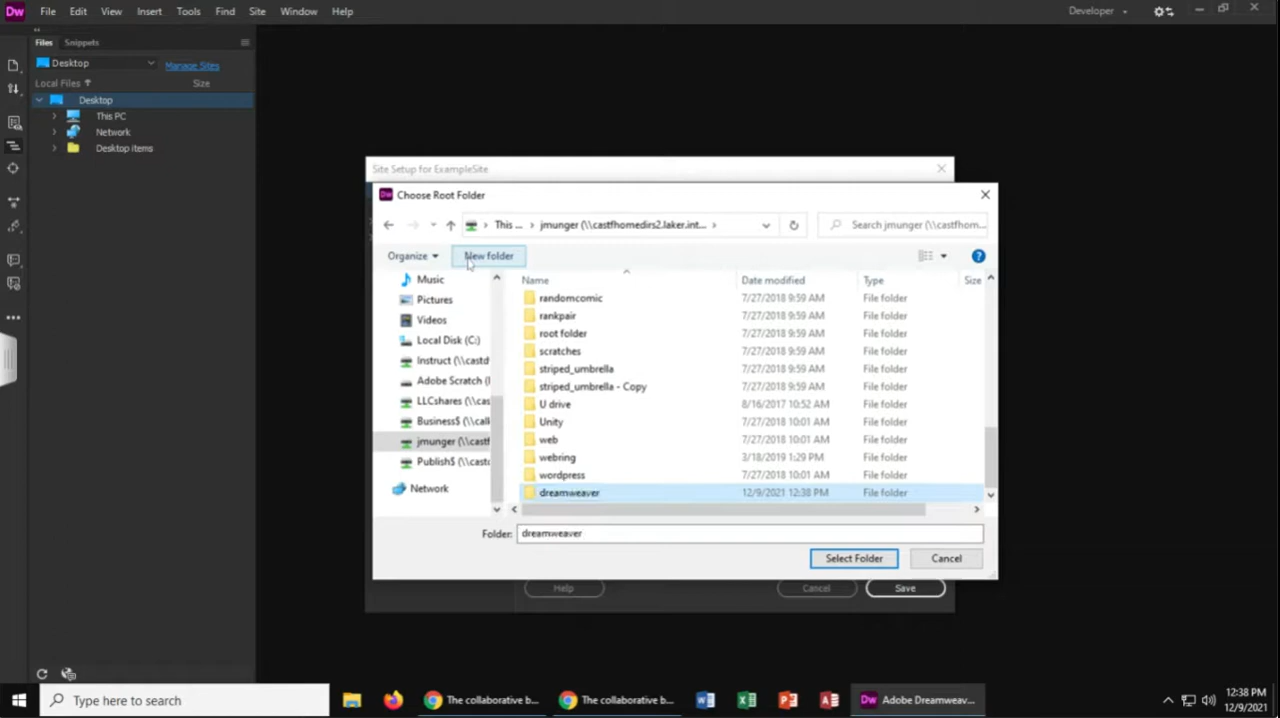 Dw File Edit View Insert Tools Find Site Window Help Developer
Files Snippets
Desktop Manage Sites
Local Files Size
Desktop
This PC
Network
Desktop items
Site Setup for ExampleSite
Dw Choose Root Folder
This ... jmunger (\\castfhomedirs2.laker.int... Search jmunger (\\castfhom...
Organize New folder ?
Name Date modified Type Size
Music
Pictures
Videos
Local Disk (C:)
Instruct (\\castd
Adobe Scratch (
LLCshares (\\cas
Business$ (\\call
jmunger (\\castf
Publish$ (\\castd
Network
randomcomic 7/27/2018 9:59 AM File folder
rankpair 7/27/2018 9:59 AM File folder
root folder 7/27/2018 9:59 AM File folder
scratches 7/27/2018 9:59 AM File folder
striped_umbrella 7/27/2018 9:59 AM File folder
striped_umbrella - Copy 7/27/2018 9:59 AM File folder
U drive 8/16/2017 10:52 AM File folder
Unity 7/27/2018 10:01 AM File folder
web 7/27/2018 10:01 AM File folder
webring 3/18/2019 1:29 PM File folder
wordpress 7/27/2018 10:01 AM File folder
dreamweaver 12/9/2021 12:38 PM File folder
Folder: dreamweaver
Select Folder Cancel
Help Cancel Save
Type here to search The collaborative b... The collaborative b... Dw Adobe Dreamweav... 12:38 PM
12/9/2021